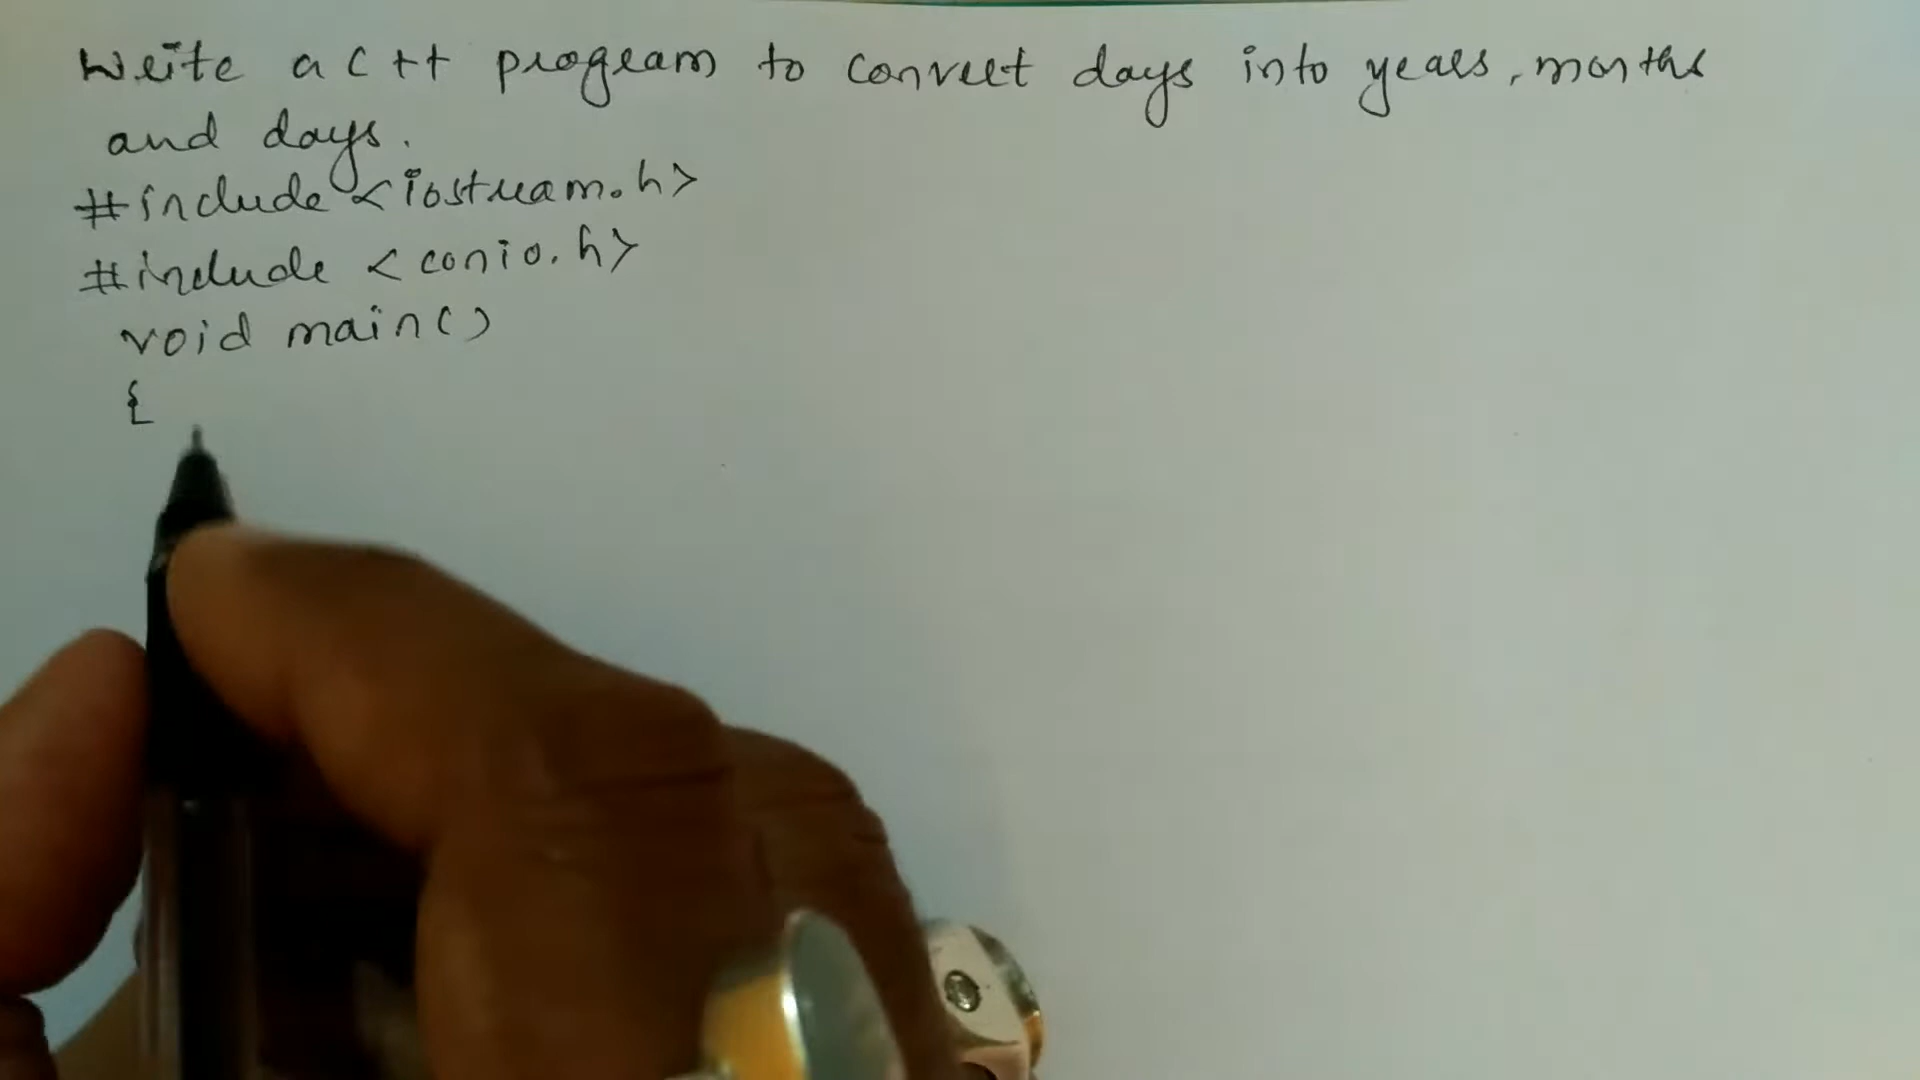 Write a C++ program to convert days into years, months
and days.
#include <iostream.h>
#include <conio.h>
void main()
{